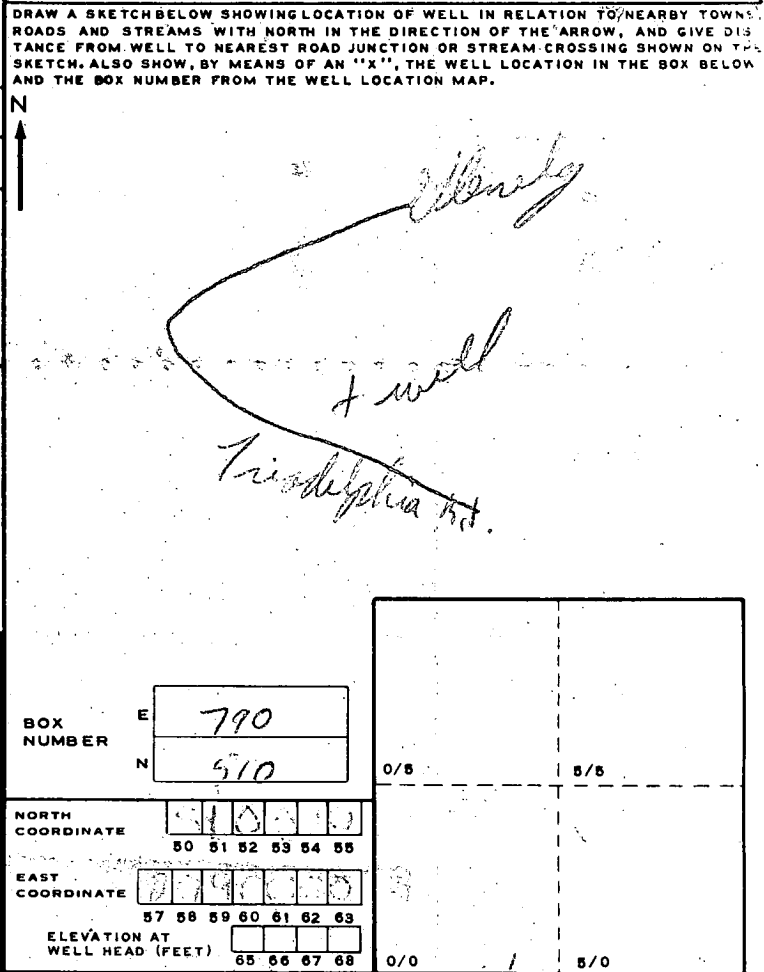 DRAW A SKETCH BELOW SHOWING LOCATION OF WELL IN RELATION TO NEARBY TOWNS,
ROADS AND STREAMS WITH NORTH IN THE DIRECTION OF THE ARROW, AND GIVE DIS
TANCE FROM WELL TO NEAREST ROAD JUNCTION OR STREAM CROSSING SHOWN ON THE
SKETCH. ALSO SHOW, BY MEANS OF AN "X", THE WELL LOCATION IN THE BOX BELOW
AND THE BOX NUMBER FROM THE WELL LOCATION MAP.
N
+ well
Triadelphia Rd.
BOX NUMBER
E 790
N 510
0/5 5/5
NORTH COORDINATE
50 51 52 53 54 55
EAST COORDINATE
57 58 59 60 61 62 63
ELEVATION AT WELL HEAD (FEET)
65 66 67 68
0/0 5/0